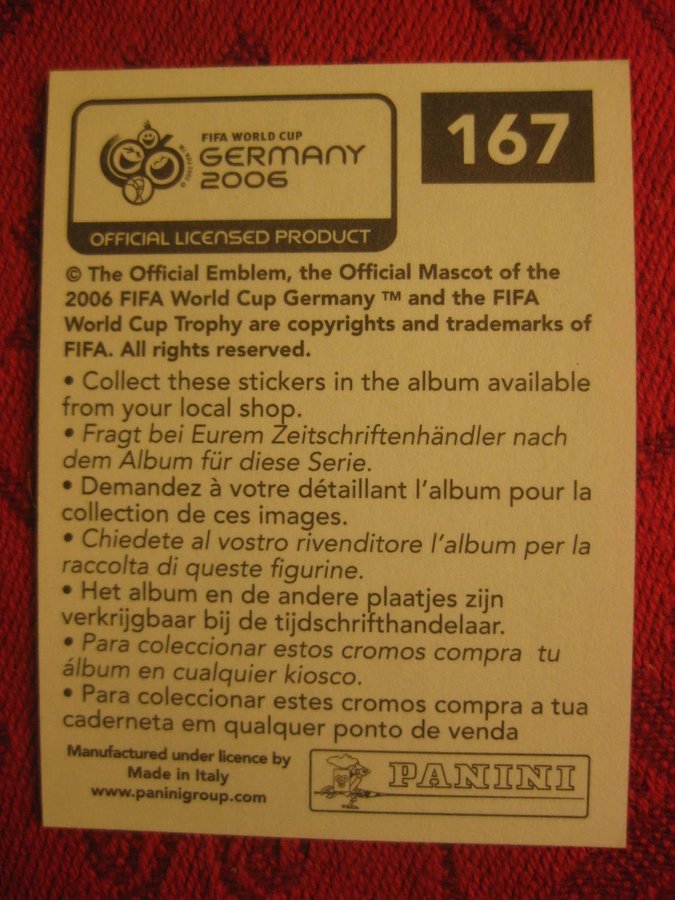 FIFA WORLD CUP
GERMANY
2006
167
OFFICIAL LICENSED PRODUCT
© The Official Emblem, the Official Mascot of the
2006 FIFA World Cup Germany ™ and the FIFA
World Cup Trophy are copyrights and trademarks of
FIFA. All rights reserved.
• Collect these stickers in the album available
from your local shop.
• Fragt bei Eurem Zeitschriftenhändler nach
dem Album für diese Serie.
• Demandez à votre détaillant l'album pour la
collection de ces images.
• Chiedete al vostro rivenditore l'album per la
raccolta di queste figurine.
• Het album en de andere plaatjes zijn
verkrijgbaar bij de tijdschrifthandelaar.
• Para coleccionar estos cromos compra tu
álbum en cualquier kiosco.
• Para coleccionar estes cromos compra a tua
caderneta em qualquer ponto de venda
Manufactured under licence by
Made in Italy
www.paninigroup.com
PANINI